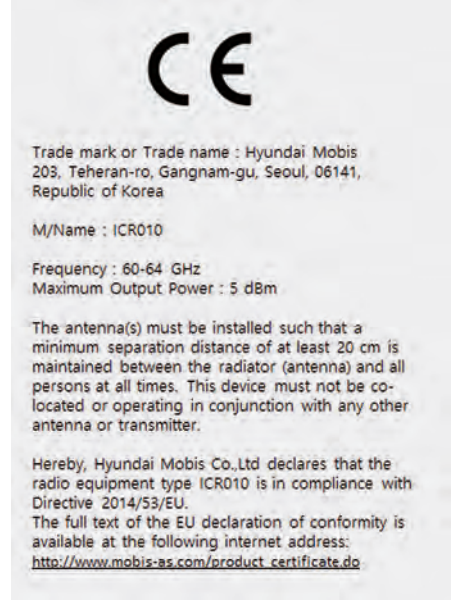 CE
Trade mark or Trade name : Hyundai Mobis
203, Teheran-ro, Gangnam-gu, Seoul, 06141,
Republic of Korea
M/Name : ICR010
Frequency : 60-64 GHz
Maximum Output Power : 5 dBm
The antenna(s) must be installed such that a
minimum separation distance of at least 20 cm is
maintained between the radiator (antenna) and all
persons at all times. This device must not be co-
located or operating in conjunction with any other
antenna or transmitter.
Hereby, Hyundai Mobis Co.,Ltd declares that the
radio equipment type ICR010 is in compliance with
Directive 2014/53/EU.
The full text of the EU declaration of conformity is
available at the following internet address:
http://www.mobis-as.com/product_certificate.do